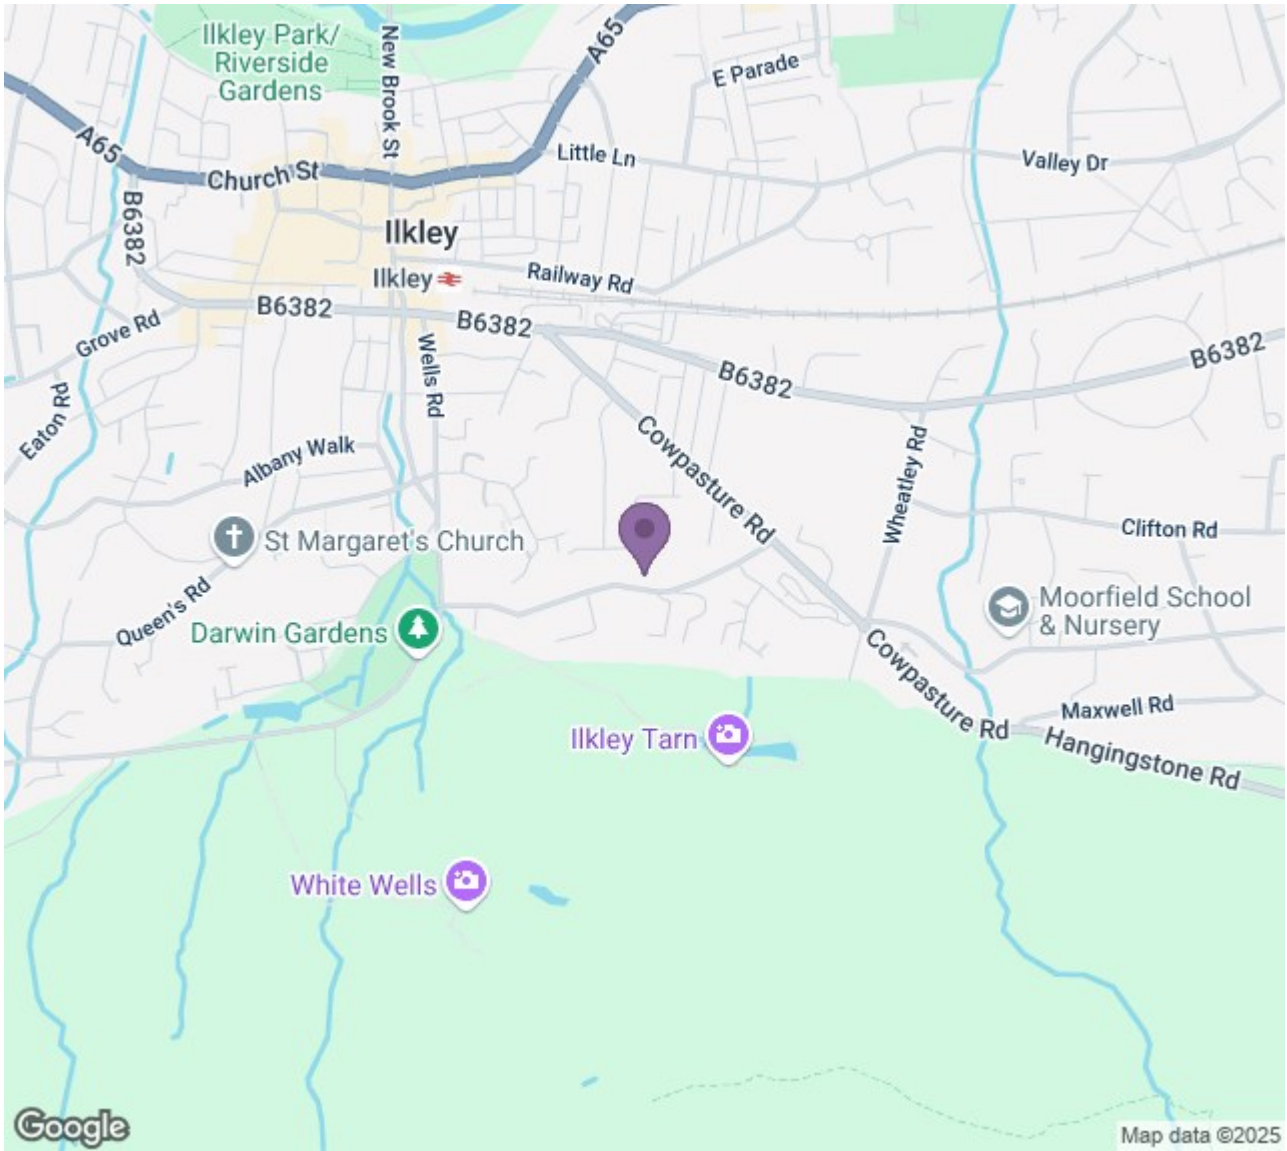 Ilkley Park/
Riverside
Gardens
New Brook St
A65
E Parade
A65
Church St
Little Ln
Valley Dr
B6382
Ilkley
Ilkley
Railway Rd
B6382
B6382
Grove Rd
Wells Rd
B6382
B6382
Eaton Rd
Albany Walk
Cowpasture Rd
Wheatley Rd
St Margaret's Church
Clifton Rd
Queen's Rd
Darwin Gardens
Moorfield School
& Nursery
Cowpasture Rd
Maxwell Rd
Ilkley Tarn
Hangingstone Rd
White Wells
Google
Map data ©2025